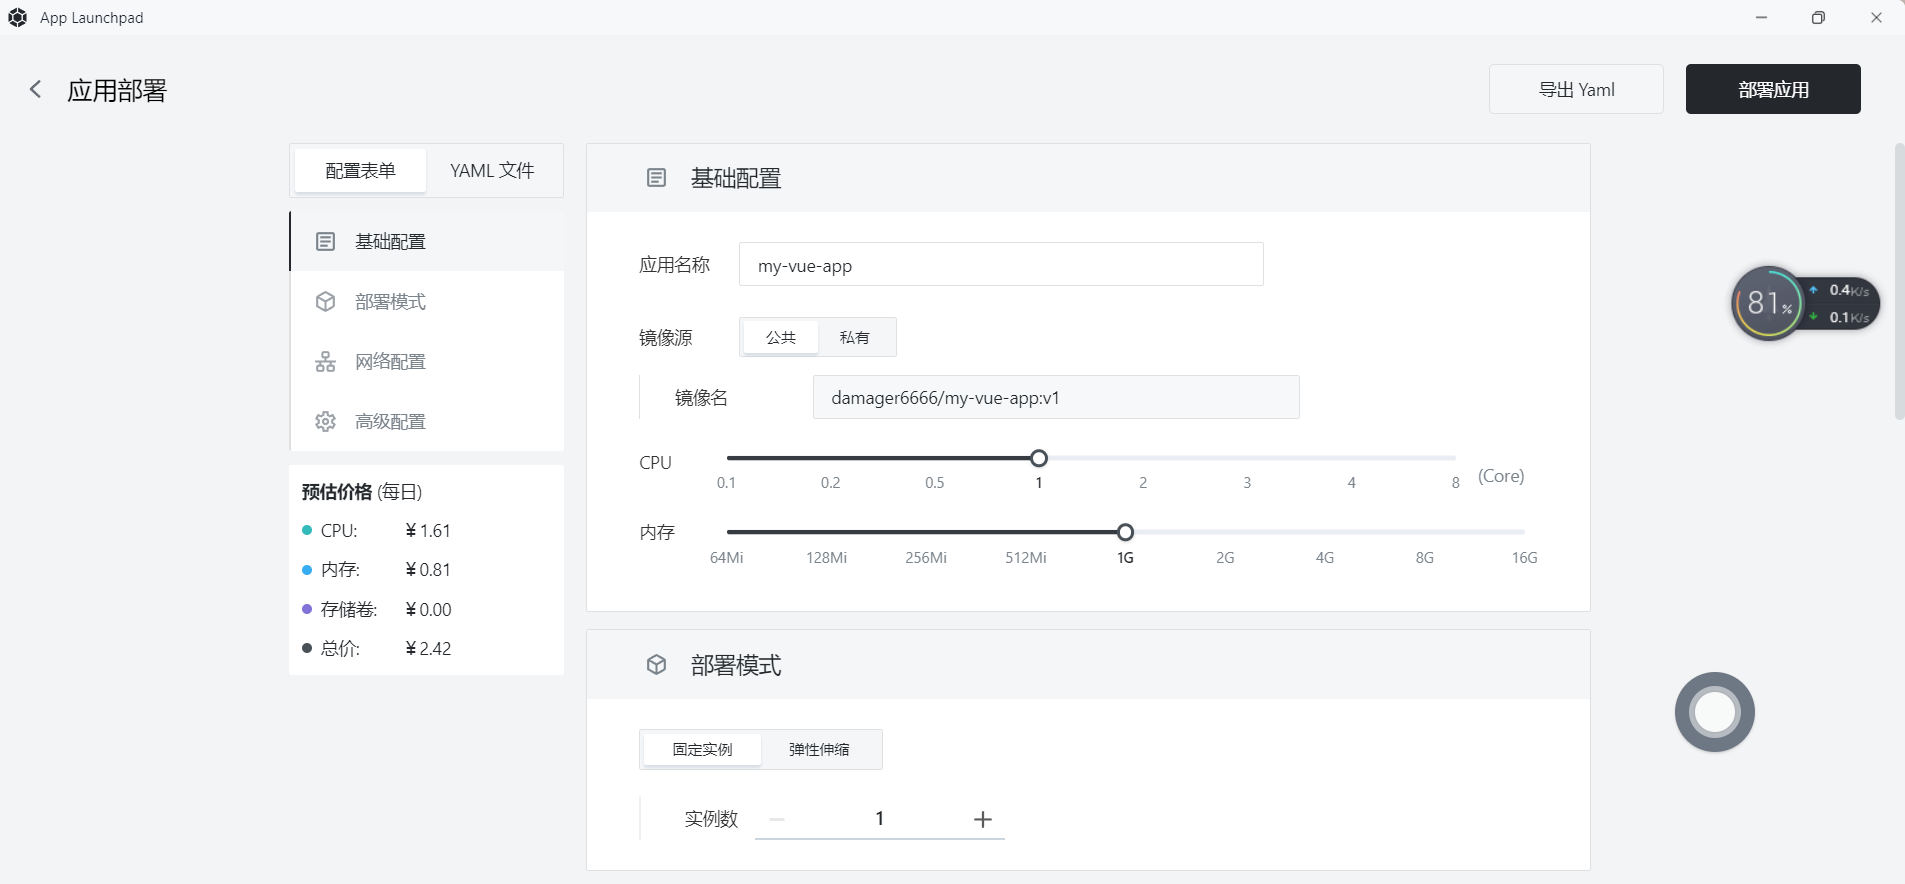 App Launchpad
应用部署
导出 Yaml
部署应用
配置表单
YAML 文件
基础配置
部署模式
网络配置
高级配置
预估价格 (每日)
CPU: ￥1.61
内存: ￥0.81
存储卷: ￥0.00
总价: ￥2.42
基础配置
应用名称 my-vue-app
镜像源 公共 私有
镜像名 damager6666/my-vue-app:v1
CPU
0.1 0.2 0.5 1 2 3 4 8 (Core)
内存
64Mi 128Mi 256Mi 512Mi 1G 2G 4G 8G 16G
部署模式
固定实例 弹性伸缩
实例数 1
81%
0.4K/s
0.1K/s